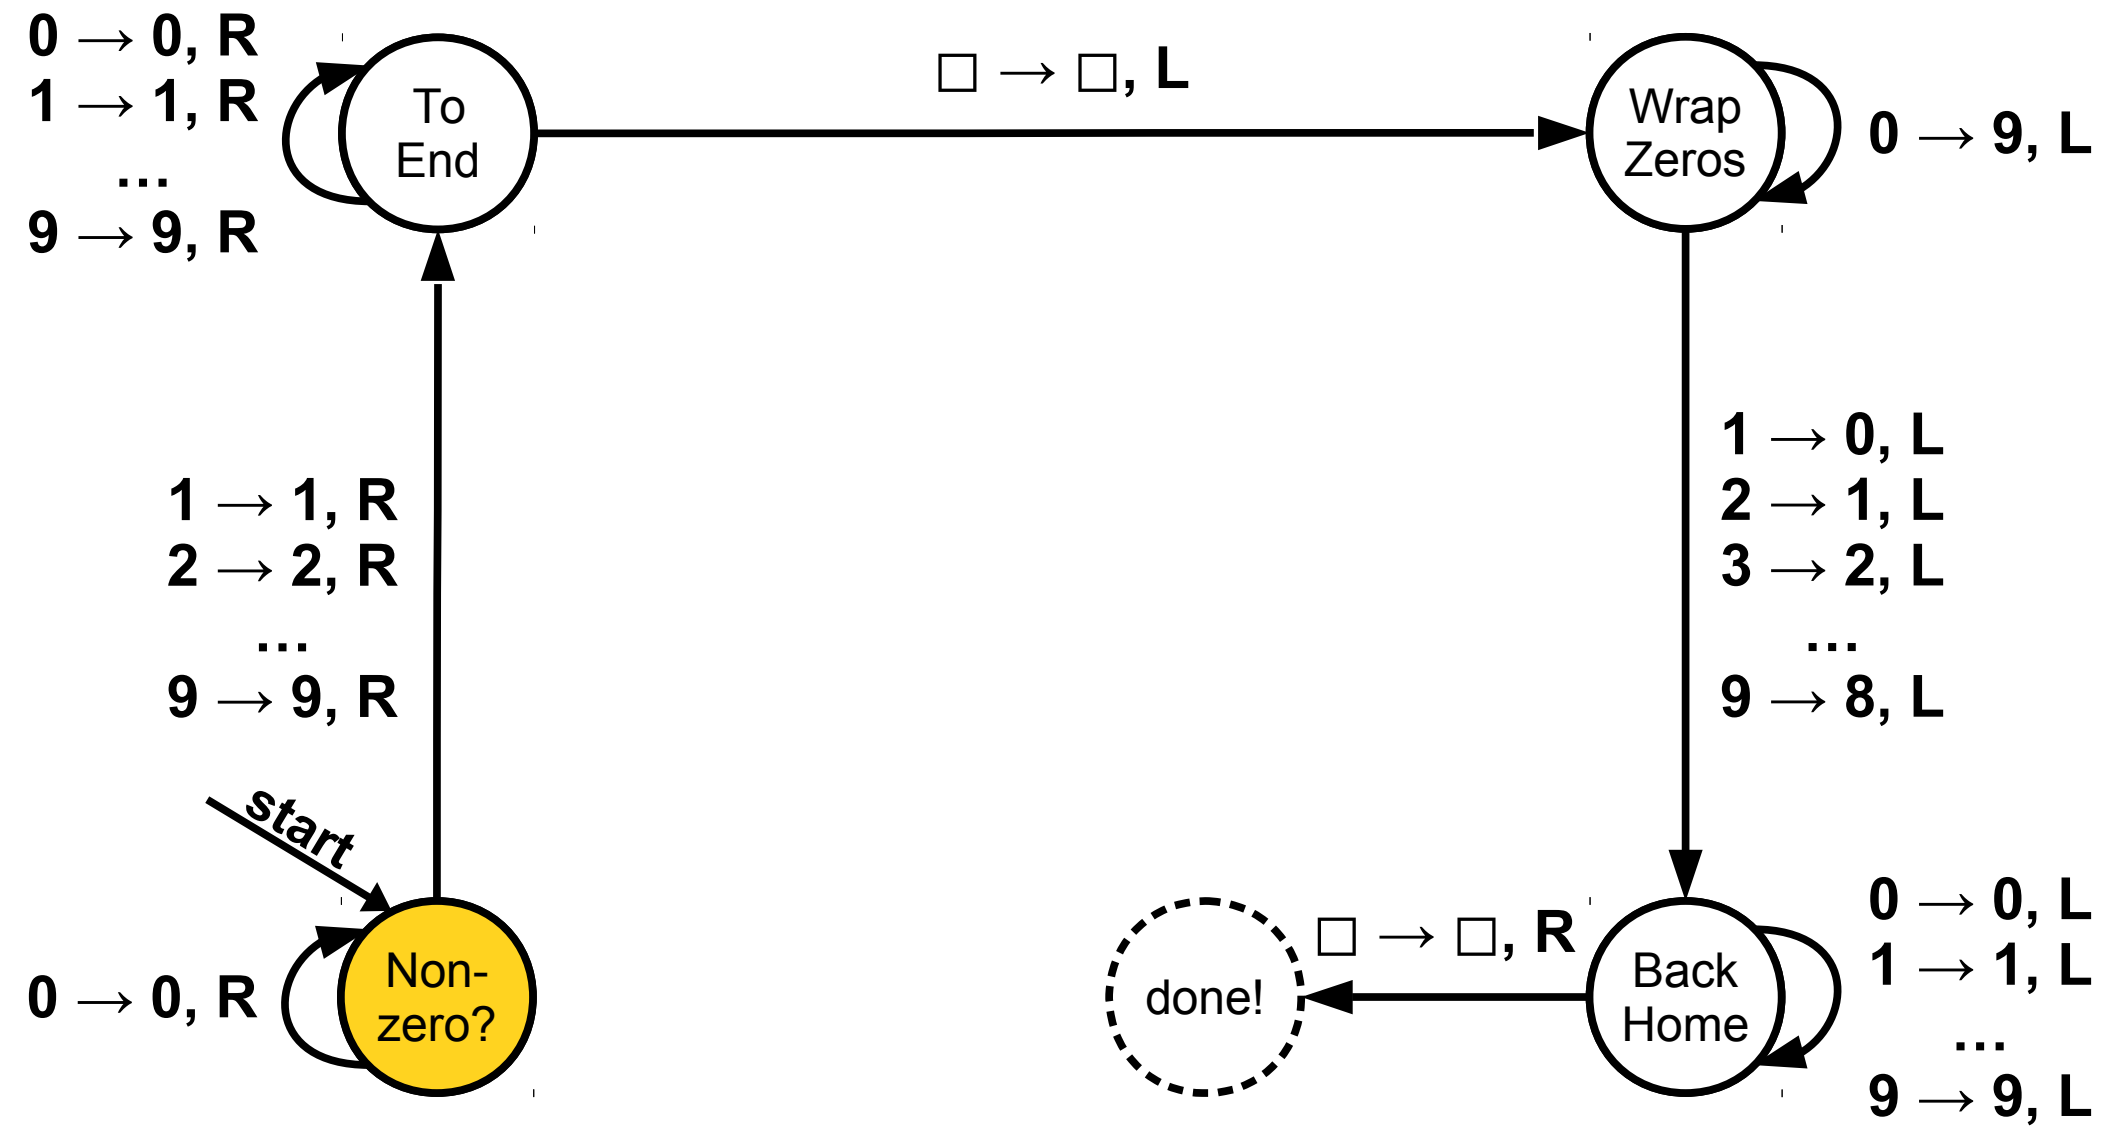 0 → 0, R
1 → 1, R
…
9 → 9, R
To
End
□ → □, L
Wrap
Zeros
0 → 9, L
1 → 1, R
2 → 2, R
…
9 → 9, R
1 → 0, L
2 → 1, L
3 → 2, L
…
9 → 8, L
start
0 → 0, R
Non-
zero?
done!
□ → □, R
Back
Home
0 → 0, L
1 → 1, L
…
9 → 9, L